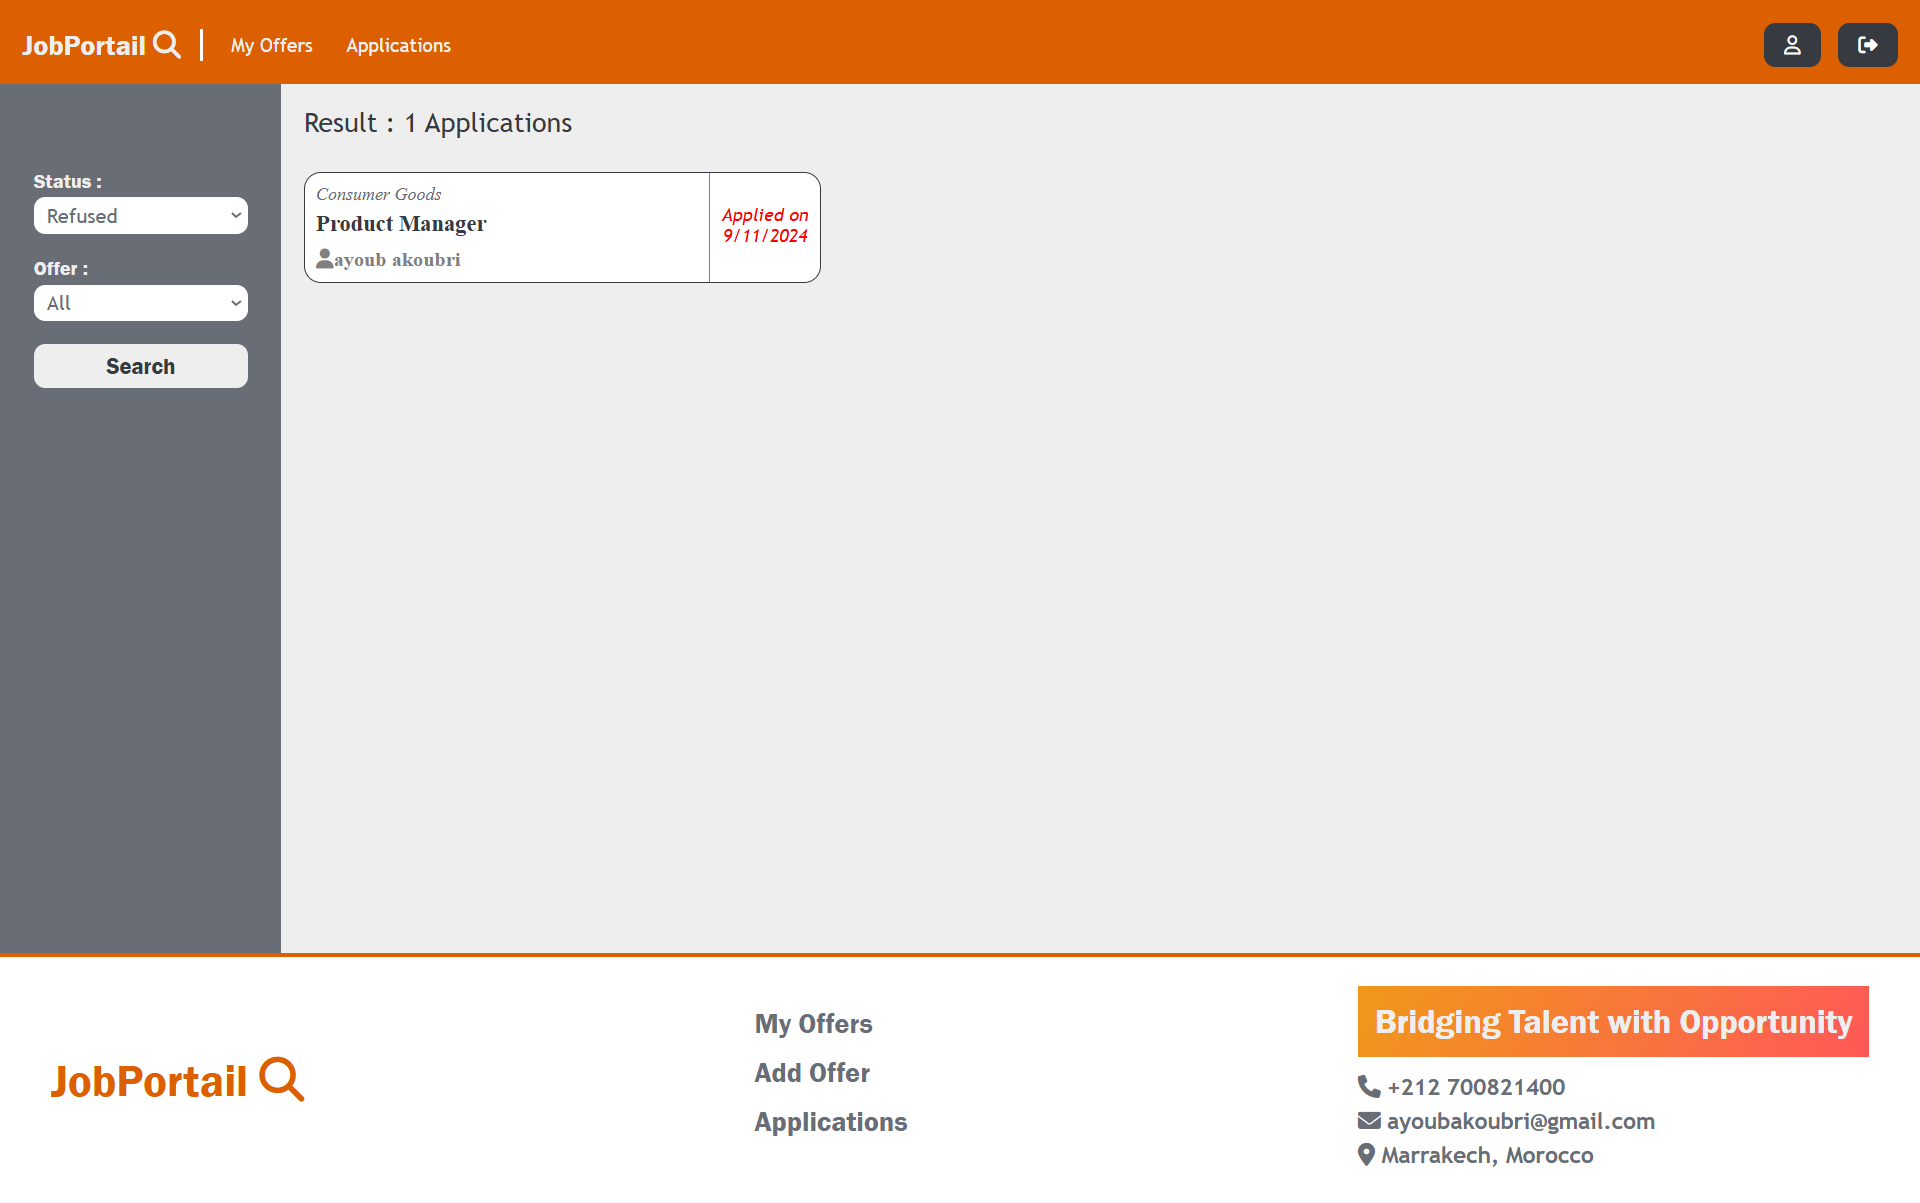 JobPortail
My Offers
Applications
Status :
Refused
Offer :
All
Search
Result : 1 Applications
Consumer Goods
Product Manager
ayoub akoubri
Applied on
9/11/2024
JobPortail
My Offers
Add Offer
Applications
Bridging Talent with Opportunity
+212 700821400
ayoubakoubri@gmail.com
Marrakech, Morocco